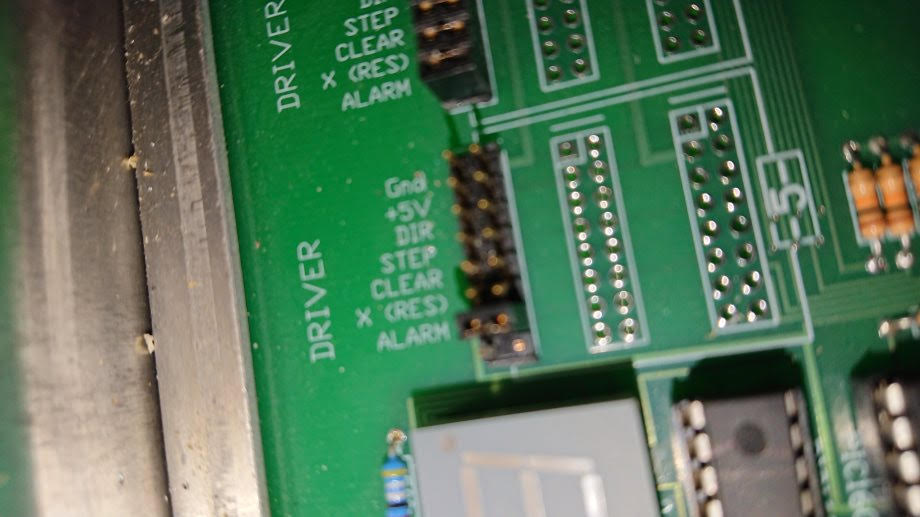 DRIVER
STEP
CLEAR
X (RES)
ALARM
DRIVER
Gnd
+5V
DIR
STEP
CLEAR
X (RES)
ALARM
-5-